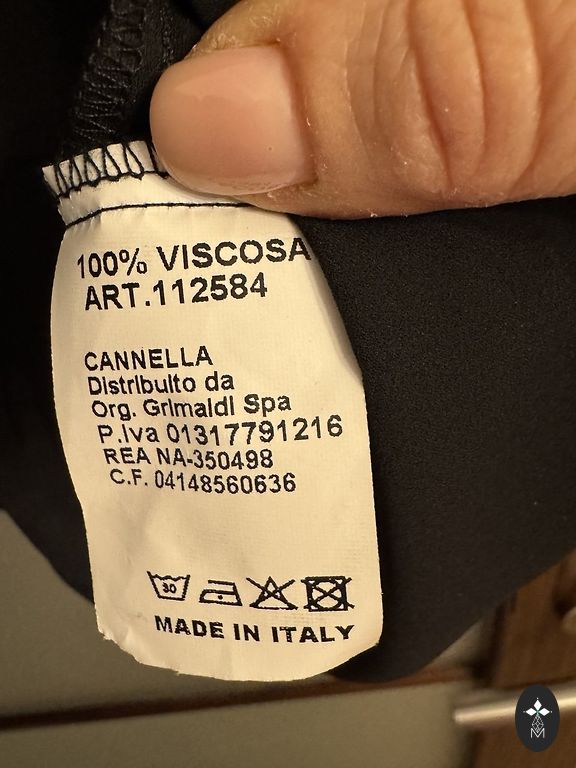 100% VISCOSA
ART.112584
CANNELLA
Distribuito da
Org. Grimaldi Spa
P.Iva 01317791216
REA NA-350498
C.F. 04148560636
30
MADE IN ITALY
M